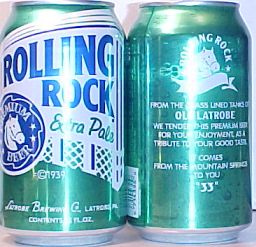 ROLLING
ROCK
Extra Pale
PREMIUM
BEER
©1939
LATROBE BREWING CO. LATROBE, PA.
CONTENTS FL. OZ.
ROLLING ROCK
FROM THE GLASS LINED TANKS OF
OLD LATROBE
WE TENDER THIS PREMIUM BEER
FOR YOUR ENJOYMENT, AS A
TRIBUTE TO YOUR GOOD TASTE.
IT COMES
FROM THE MOUNTAIN SPRINGS
TO YOU
"33"